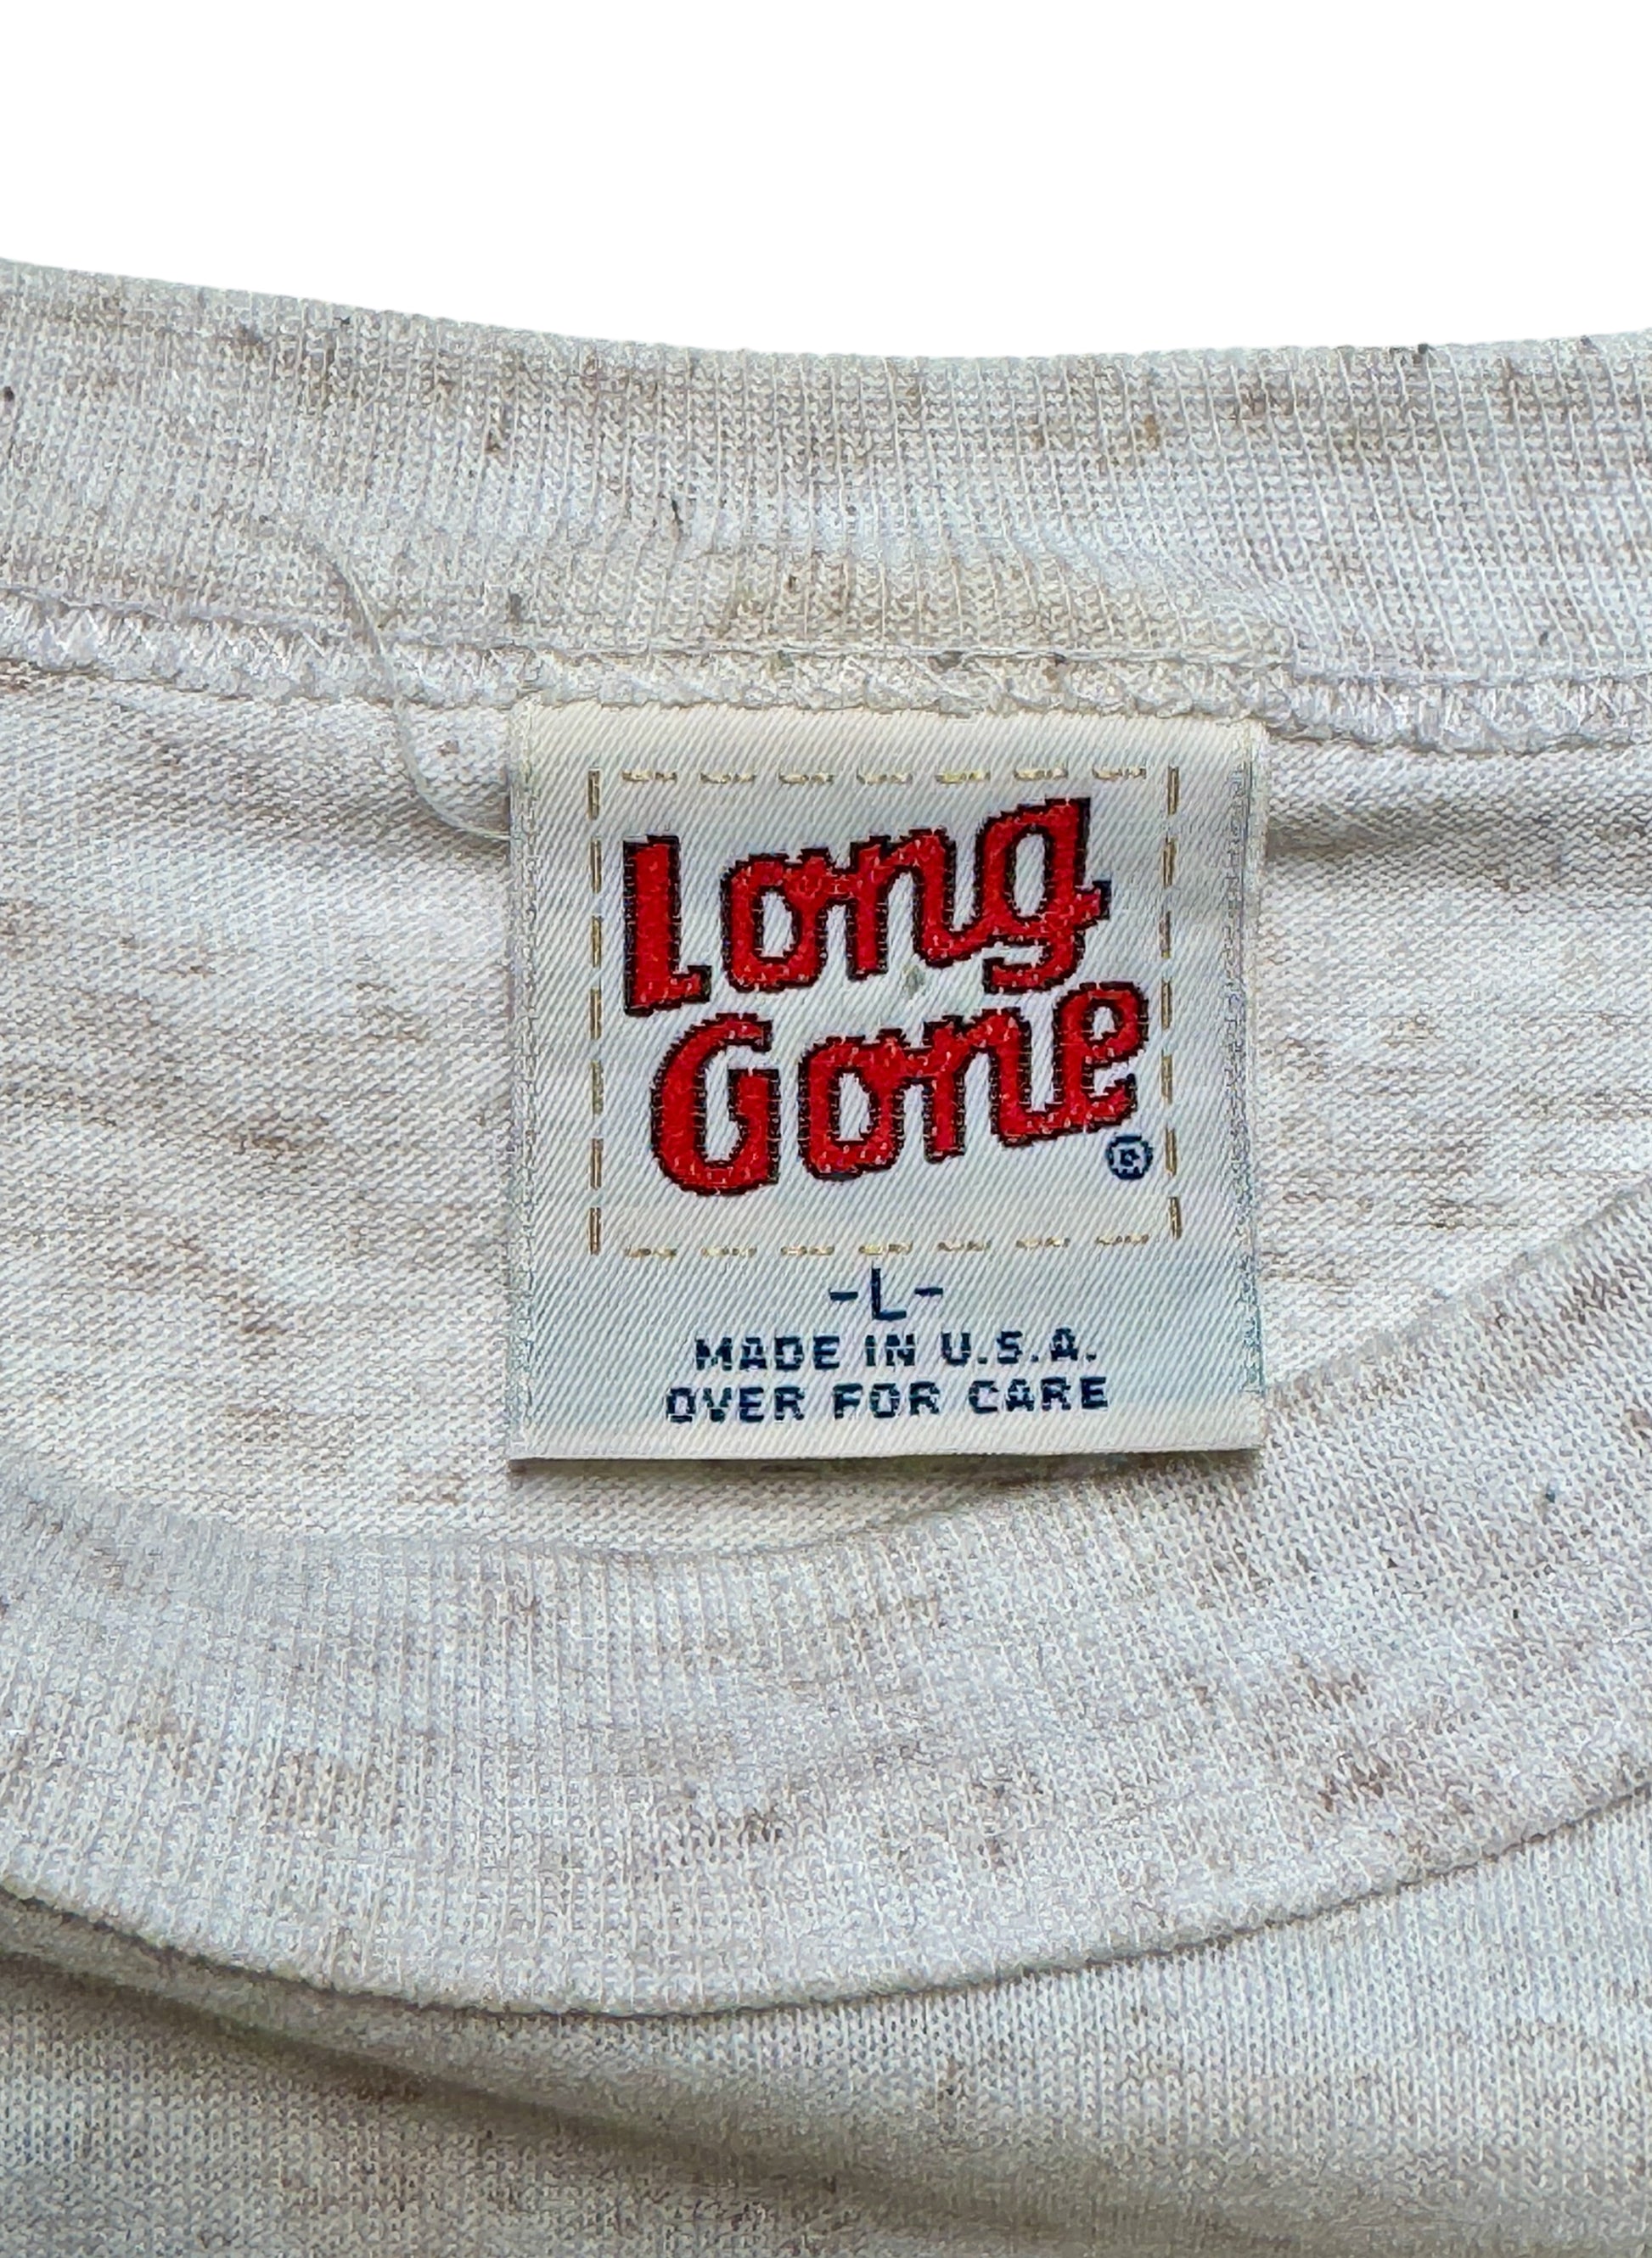 Long
Gone
®
-L-
MADE IN U.S.A.
OVER FOR CARE